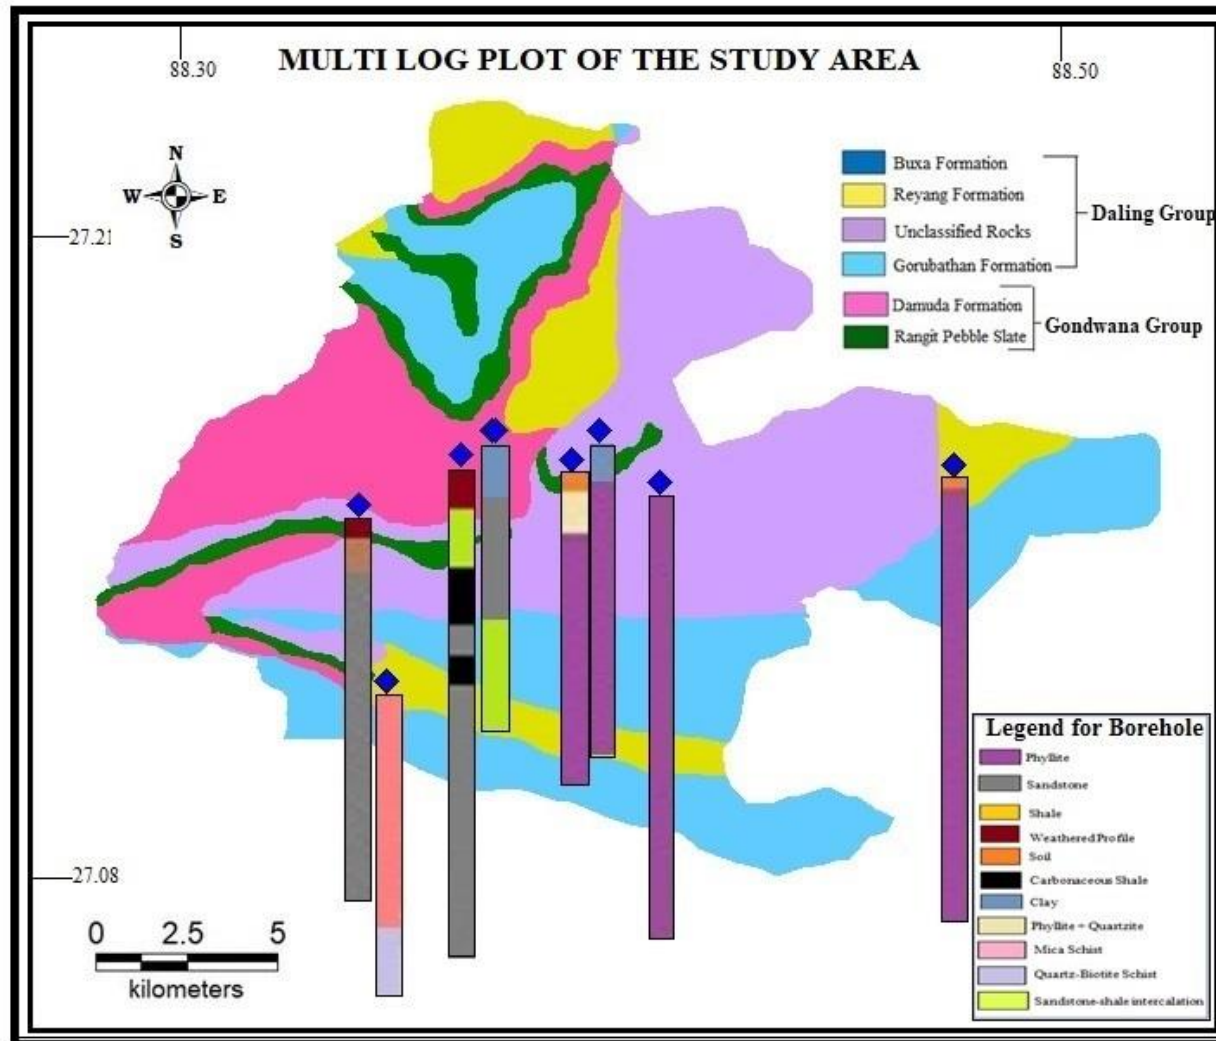 MULTI LOG PLOT OF THE STUDY AREA
88.30
88.50
N
W E
S
27.21
27.08
Buxa Formation
Reyang Formation
Unclassified Rocks
Gorubathan Formation
Daling Group
Damuda Formation
Rangit Pebble Slate
Gondwana Group
Legend for Borehole
Phyllite
Sandstone
Shale
Weathered Profile
Soil
Carbonaceous Shale
Clay
Phyllite + Quartzite
Mica Schist
Quartz-Biotite Schist
Sandstone-shale intercalation
0 2.5 5
kilometers